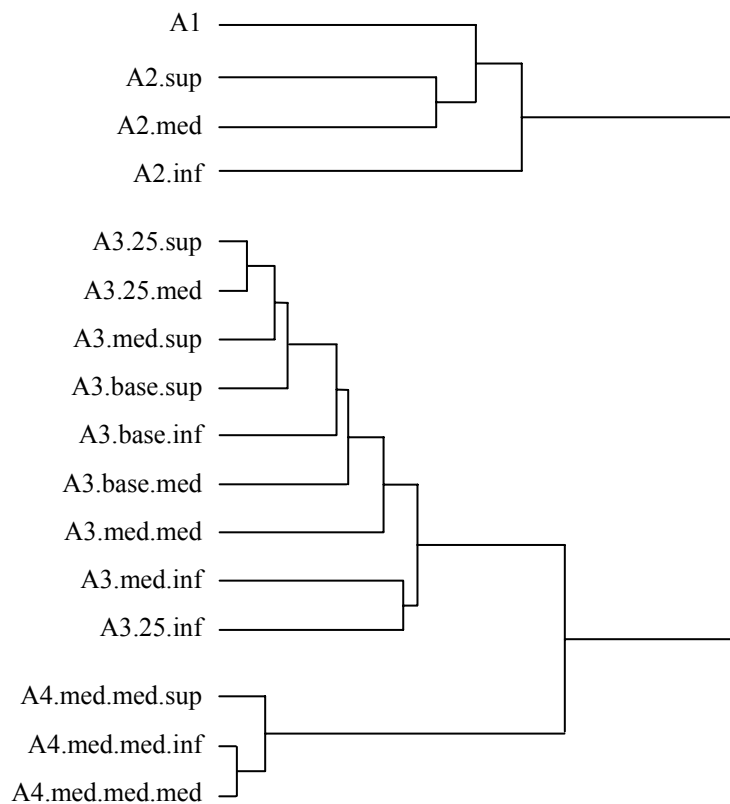 A1
A2.sup
A2.med
A2.inf
A3.25.sup
A3.25.med
A3.med.sup
A3.base.sup
A3.base.inf
A3.base.med
A3.med.med
A3.med.inf
A3.25.inf
A4.med.med.sup
A4.med.med.inf
A4.med.med.med